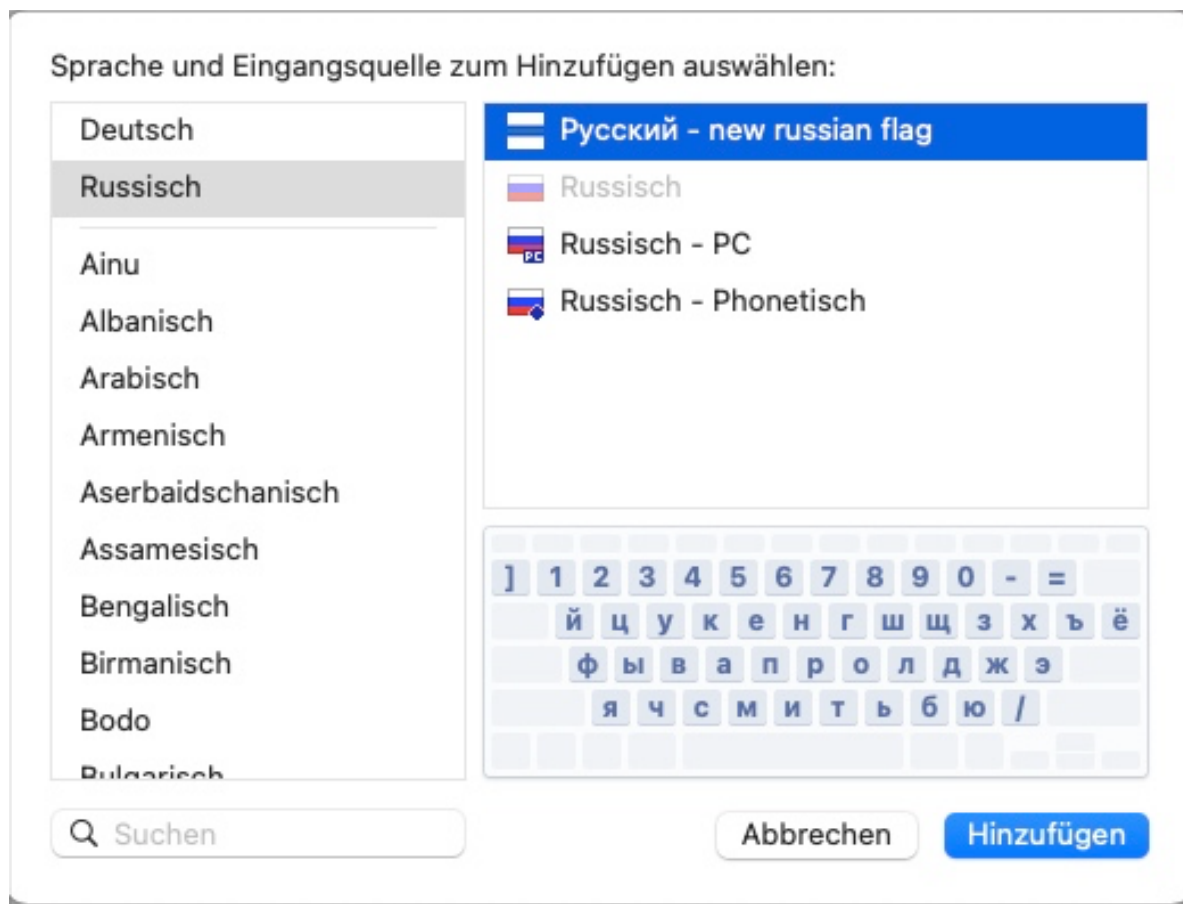 Sprache und Eingangsquelle zum Hinzufügen auswählen:
Deutsch
Russisch
Ainu
Albanisch
Arabisch
Armenisch
Aserbaidschanisch
Assamesisch
Bengalisch
Birmanisch
Bodo
Bulgarisch
Русский - new russian flag
Russisch
Russisch - PC
PC
Russisch - Phonetisch
] 1 2 3 4 5 6 7 8 9 0 - =
й ц у к е н г ш щ з х ъ ё
ф ы в а п р о л д ж э
я ч с м и т ь б ю /
Suchen
Abbrechen
Hinzufügen